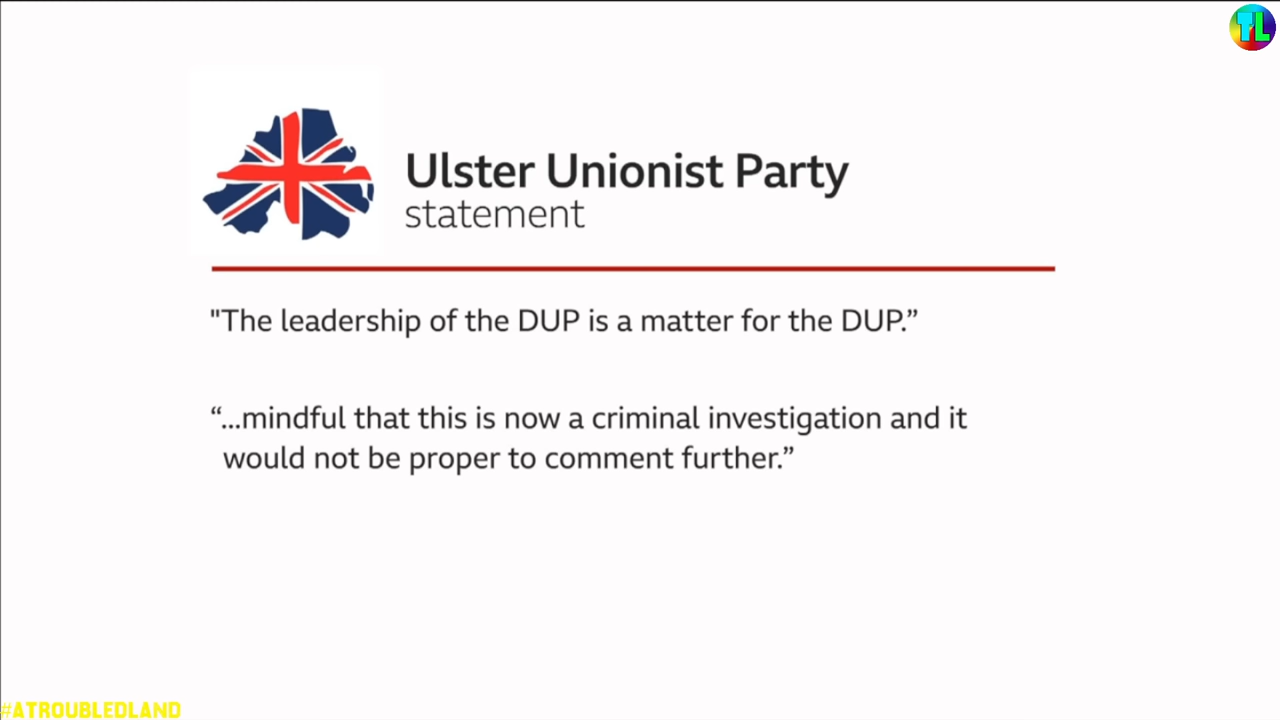 TL
Ulster Unionist Party
statement
"The leadership of the DUP is a matter for the DUP.”
“...mindful that this is now a criminal investigation and it
would not be proper to comment further.”
#ATROUBLEDLAND